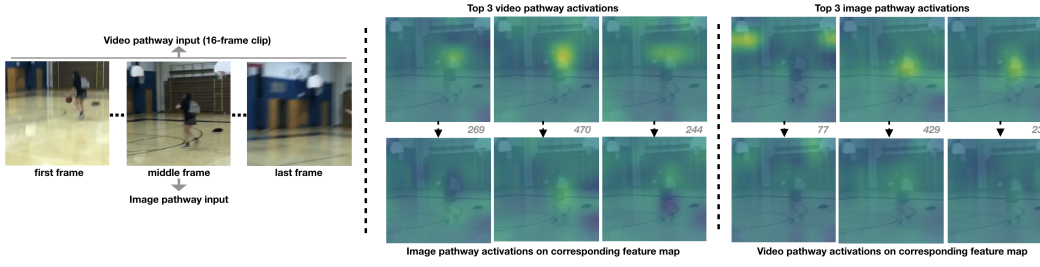 Top 3 video pathway activations
Top 3 image pathway activations
Video pathway input (16-frame clip)
269
470
244
77
429
first frame
middle frame
last frame
Image pathway input
Image pathway activations on corresponding feature map
Video pathway activations on corresponding feature map